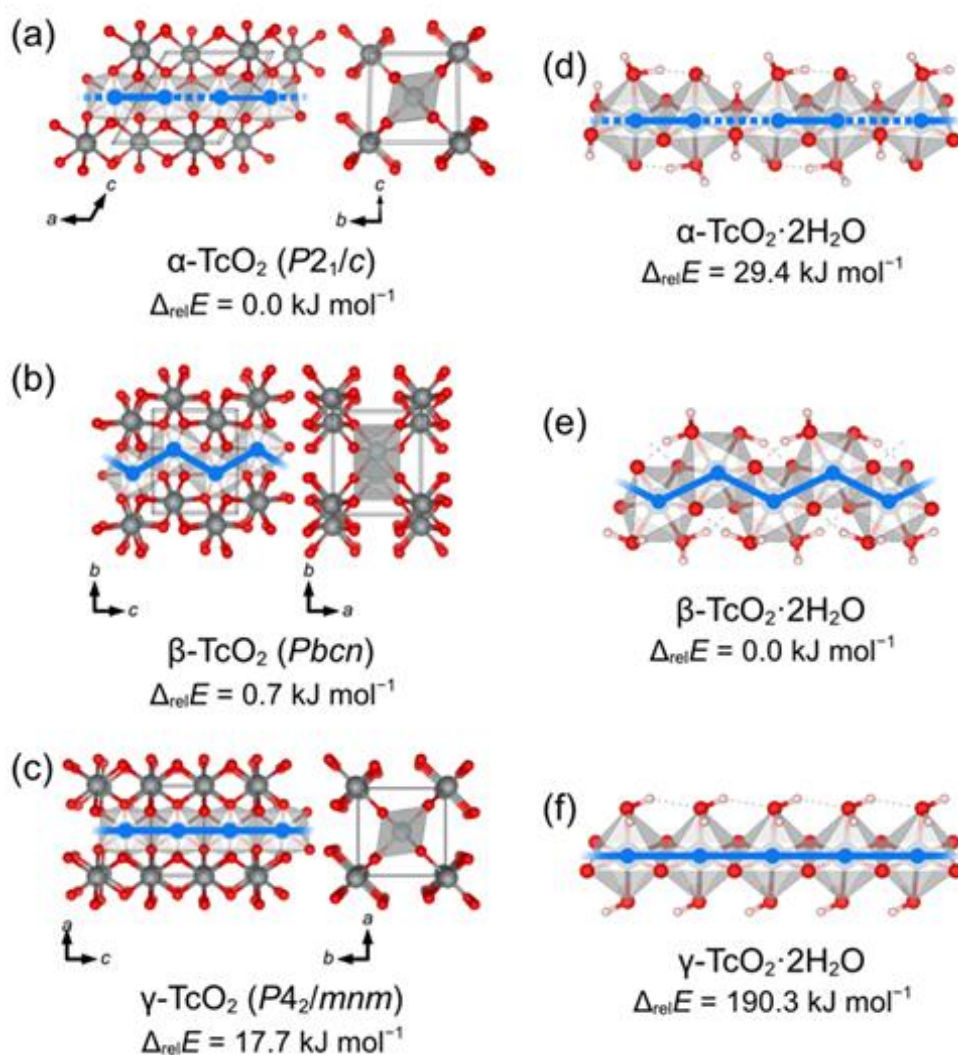 (a)
c
a
c
b
α-TcO₂ (P2₁/c)
ΔrelE = 0.0 kJ mol⁻¹
(b)
b
c
b
a
β-TcO₂ (Pbcn)
ΔrelE = 0.7 kJ mol⁻¹
(c)
a
c
a
b
γ-TcO₂ (P4₂/mnm)
ΔrelE = 17.7 kJ mol⁻¹
(d)
α-TcO₂·2H₂O
ΔrelE = 29.4 kJ mol⁻¹
(e)
β-TcO₂·2H₂O
ΔrelE = 0.0 kJ mol⁻¹
(f)
γ-TcO₂·2H₂O
ΔrelE = 190.3 kJ mol⁻¹